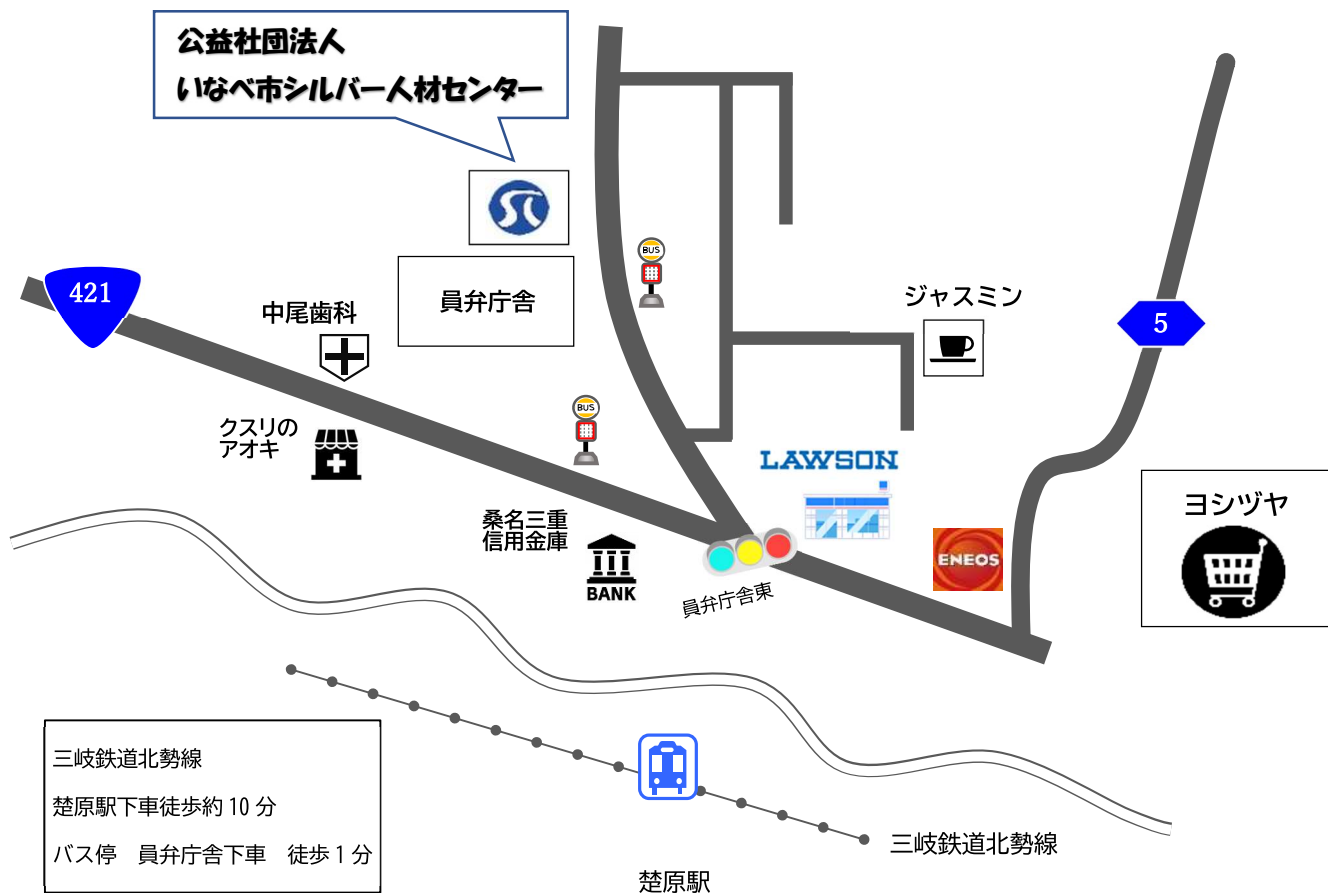 公益社団法人
いなべ市シルバー人材センター
BUS
421
員弁庁舎
中尾歯科
ジャスミン
5
BUS
クスリの
アオキ
LAWSON
ヨシヅヤ
桑名三重
信用金庫
BANK
ENEOS
員弁庁舎東
三岐鉄道北勢線
楚原駅下車徒歩約10分
バス停　員弁庁舎下車　徒歩1分
三岐鉄道北勢線
楚原駅